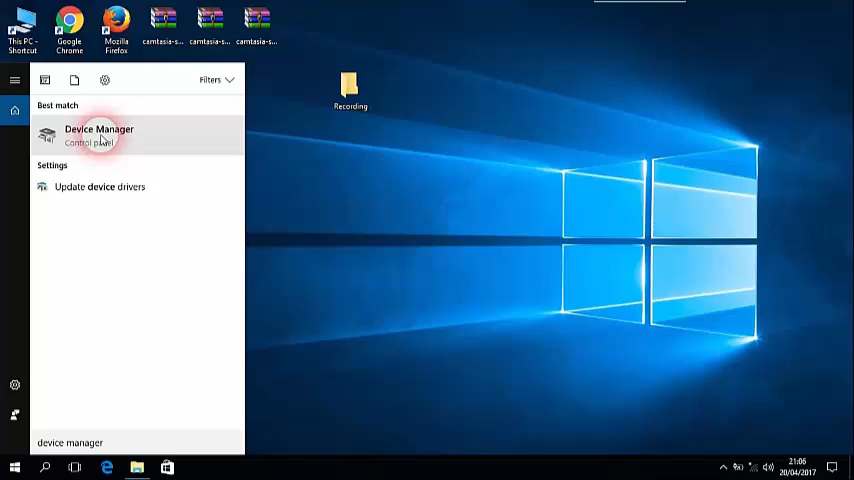 This PC - Shortcut
Google Chrome
Mozilla Firefox
camtasia-s...
camtasia-s...
camtasia-s...
Filters
Best match
Device Manager
Control panel
Settings
Update device drivers
Recording
device manager
21:06
20/04/2017